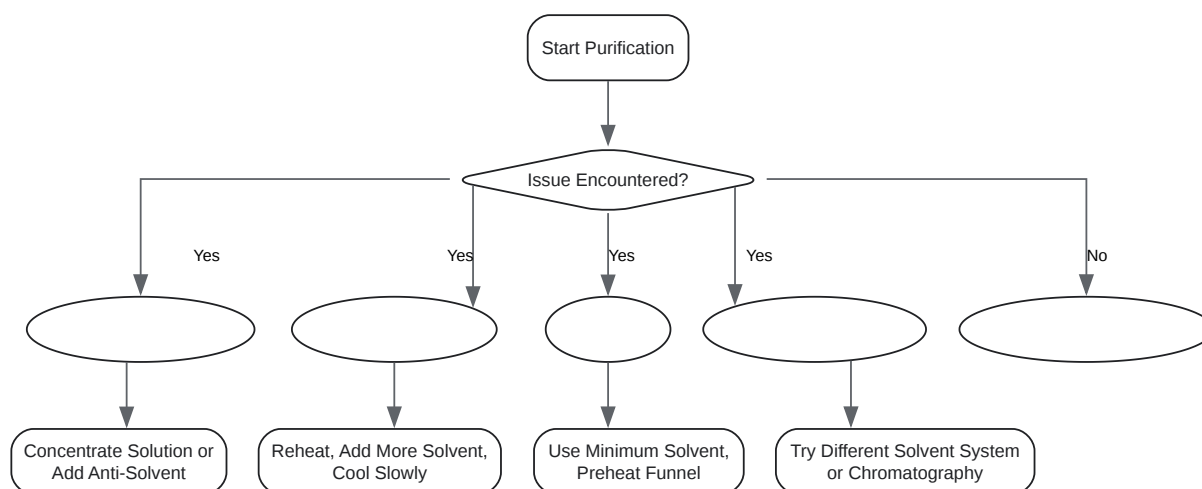 Start Purification
Issue Encountered?
Yes
Yes
Yes
Yes
No
Concentrate Solution or
Add Anti-Solvent
Reheat, Add More Solvent,
Cool Slowly
Use Minimum Solvent,
Preheat Funnel
Try Different Solvent System
or Chromatography